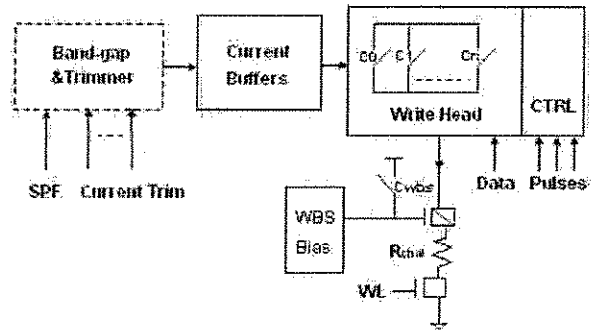 Band-gap
&Trimmer
Current
Buffers
C0
C1
Cn
Write Head
CTRL
SPF
Current Trim
Cwbs
Data
Pulses
WBS
Bias
WL